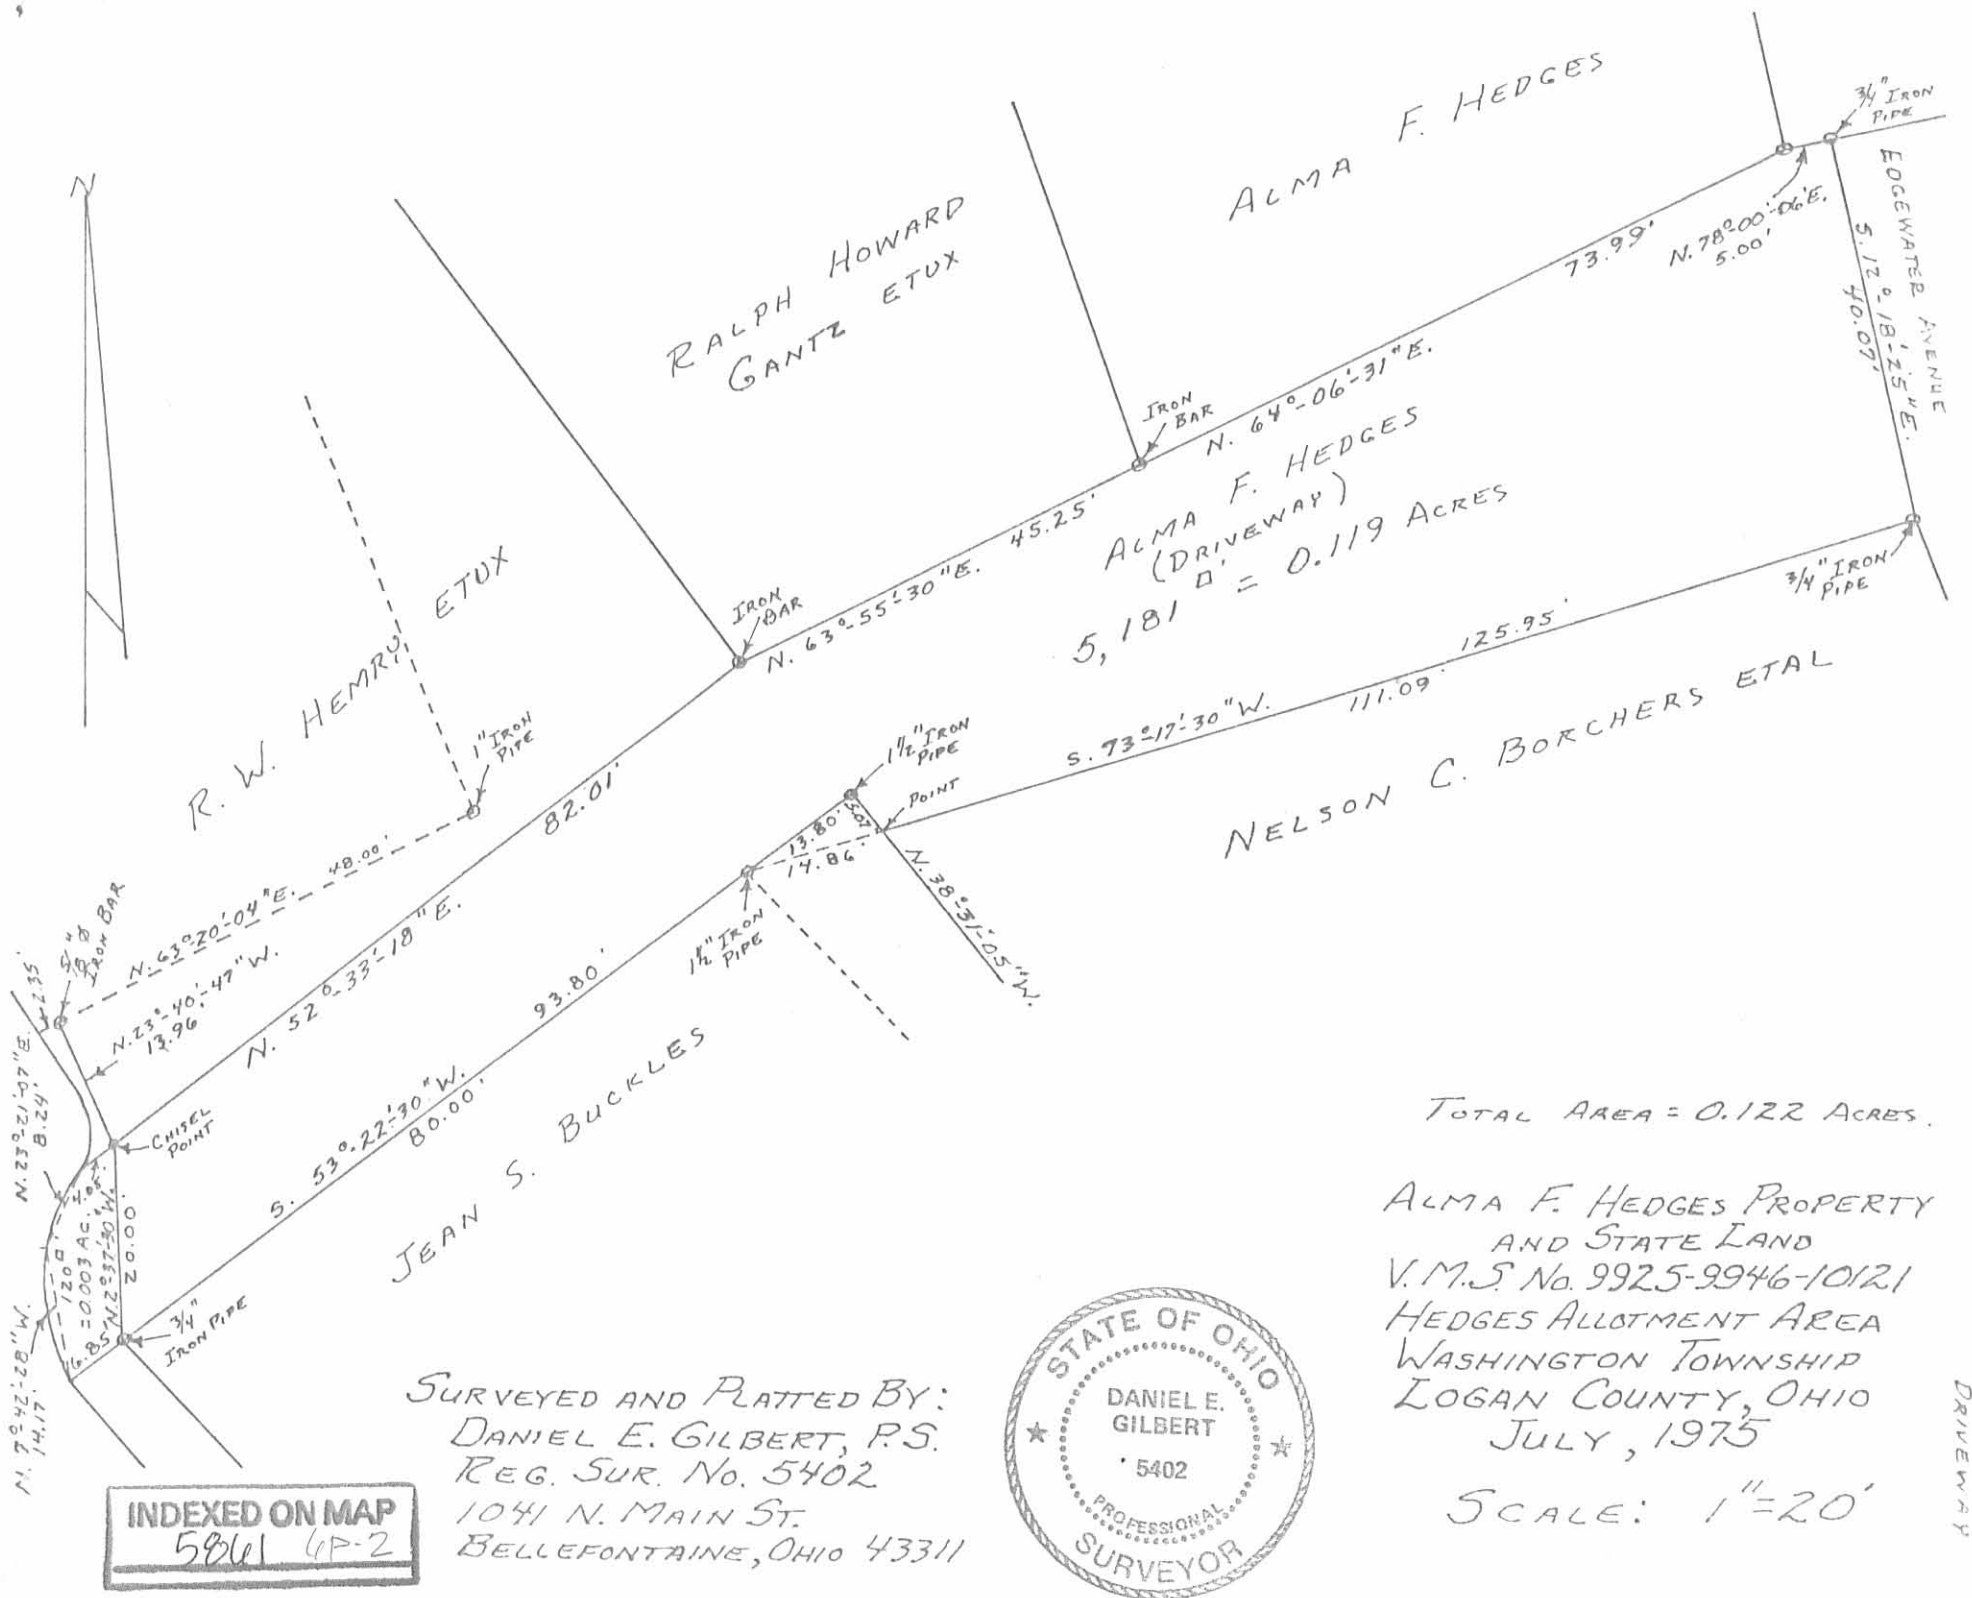 N
ALMA F. HEDGES
3/4" IRON
PIPE
RALPH HOWARD
GANTZ ETUX
N. 78°-00'-06"E.
5.00'
EDGEWATER AVENUE
S. 12°-18'-25"E.
40.07'
73.99'
N. 64°-06'-31"E.
IRON
BAR
ALMA F. HEDGES
(DRIVEWAY)
5,181 □' = 0.119 ACRES
45.25'
N. 63°-55'-30"E.
IRON
BAR
3/4" IRON
PIPE
R. W. HEMRY ETUX
1" IRON
PIPE
82.01'
N. 52°-33'-18"E.
125.95'
S. 73°-17'-30"W.
111.09'
NELSON C. BORCHERS ETAL
1 1/2" IRON
PIPE
POINT
13.80'
5.07'
14.86'
N. 38°-31'-05"W.
1 1/2" IRON
PIPE
48.00'
N. 63°-20'-04"E.
5/8" Ø
IRON BAR
2.35'
N. 23°-40'-47"W.
13.96'
93.80'
S. 53°-22'-30"W.
80.00'
JEAN S. BUCKLES
CHISEL
POINT
N. 23°-21'-07"E.
8.24'
4.05'
120 □'
=0.003 AC.
N. 2°-37'-30"W.
20.00'
6.85'
3/4"
IRON PIPE
N. 7°-42'-28"W.
14.17'
TOTAL AREA = 0.122 ACRES.
ALMA F. HEDGES PROPERTY
AND STATE LAND
V.M.S. No. 9925-9946-10121
HEDGES ALLOTMENT AREA
WASHINGTON TOWNSHIP
LOGAN COUNTY, OHIO
JULY, 1975
SCALE: 1"=20'
SURVEYED AND PLATTED BY:
DANIEL E. GILBERT, P.S.
REG. SUR. No. 5402
1041 N. MAIN ST.
BELLEFONTAINE, OHIO 43311
STATE OF OHIO
DANIEL E.
GILBERT
5402
PROFESSIONAL
SURVEYOR
INDEXED ON MAP
5861 6P-2
DRIVEWAY